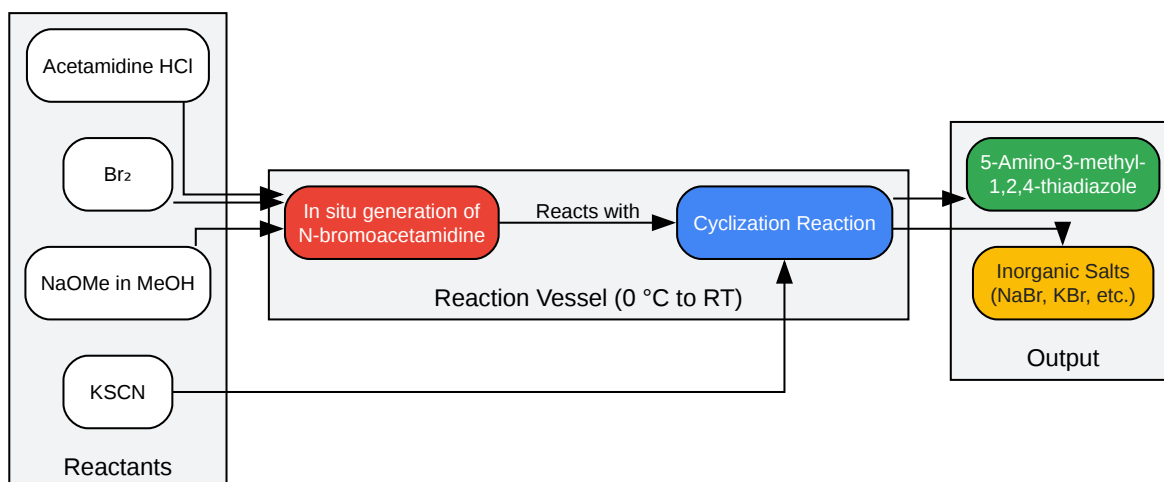 Acetamidine HCl
Br₂
NaOMe in MeOH
KSCN
Reactants
In situ generation of
N-bromoacetamidine
Reacts with
Cyclization Reaction
Reaction Vessel (0 °C to RT)
5-Amino-3-methyl-
1,2,4-thiadiazole
Inorganic Salts
(NaBr, KBr, etc.)
Output